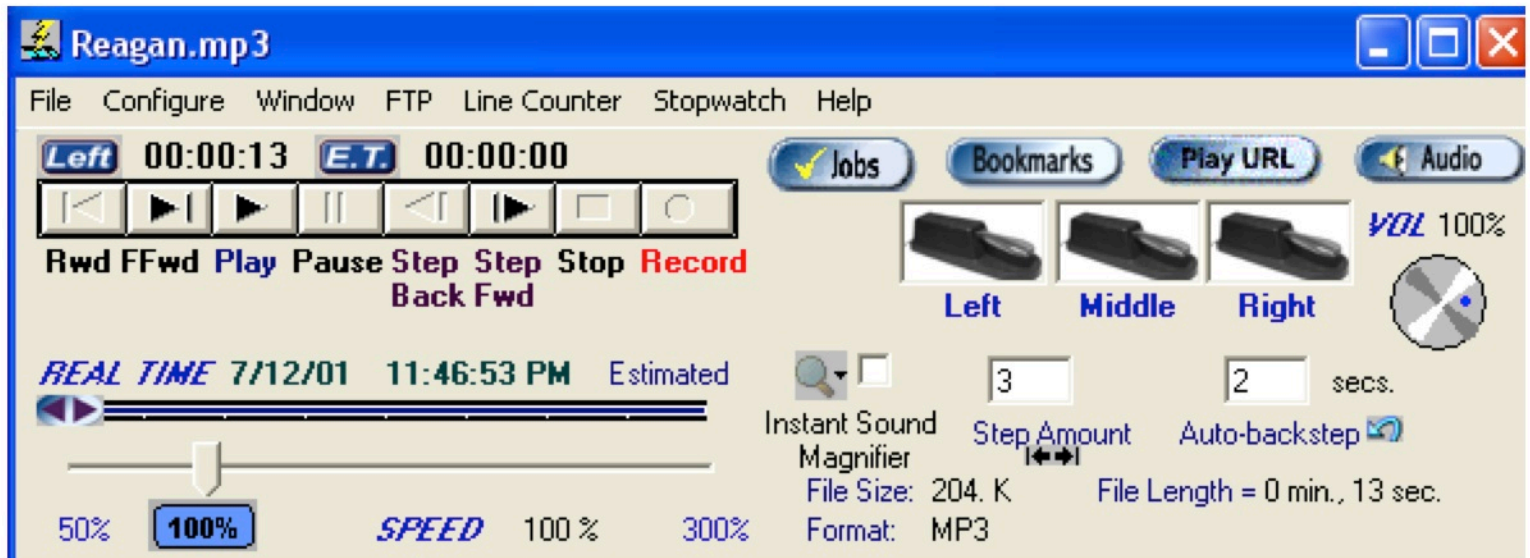 Reagan.mp3
File Configure Window FTP Line Counter Stopwatch Help
Left 00:00:13 E.T. 00:00:00
Jobs Bookmarks Play URL Audio
VOL 100%
Rwd FFwd Play Pause Step Back Step Fwd Stop Record
Left Middle Right
REAL TIME 7/12/01 11:46:53 PM Estimated
3 2 secs.
Instant Sound Magnifier
Step Amount Auto-backstep
File Size: 204. K File Length = 0 min., 13 sec.
50% 100% SPEED 100 % 300% Format: MP3